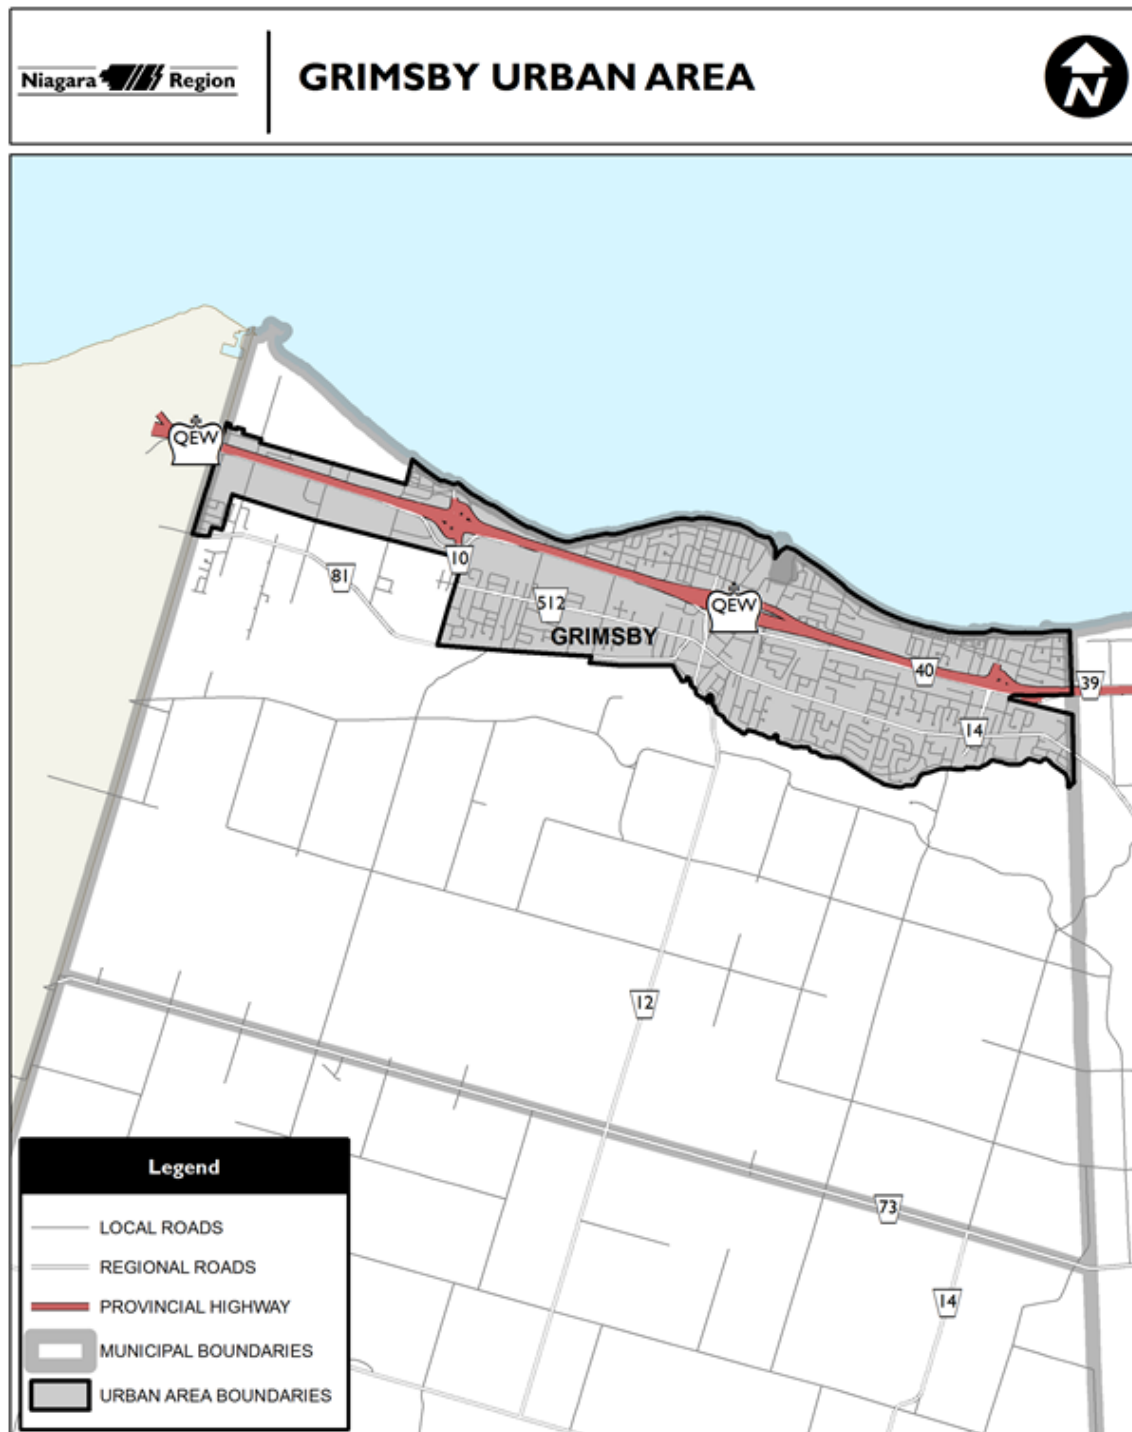 Niagara Region
GRIMSBY URBAN AREA
N
QEW
10
81
512
QEW
GRIMSBY
40
39
14
12
73
14
Legend
LOCAL ROADS
REGIONAL ROADS
PROVINCIAL HIGHWAY
MUNICIPAL BOUNDARIES
URBAN AREA BOUNDARIES